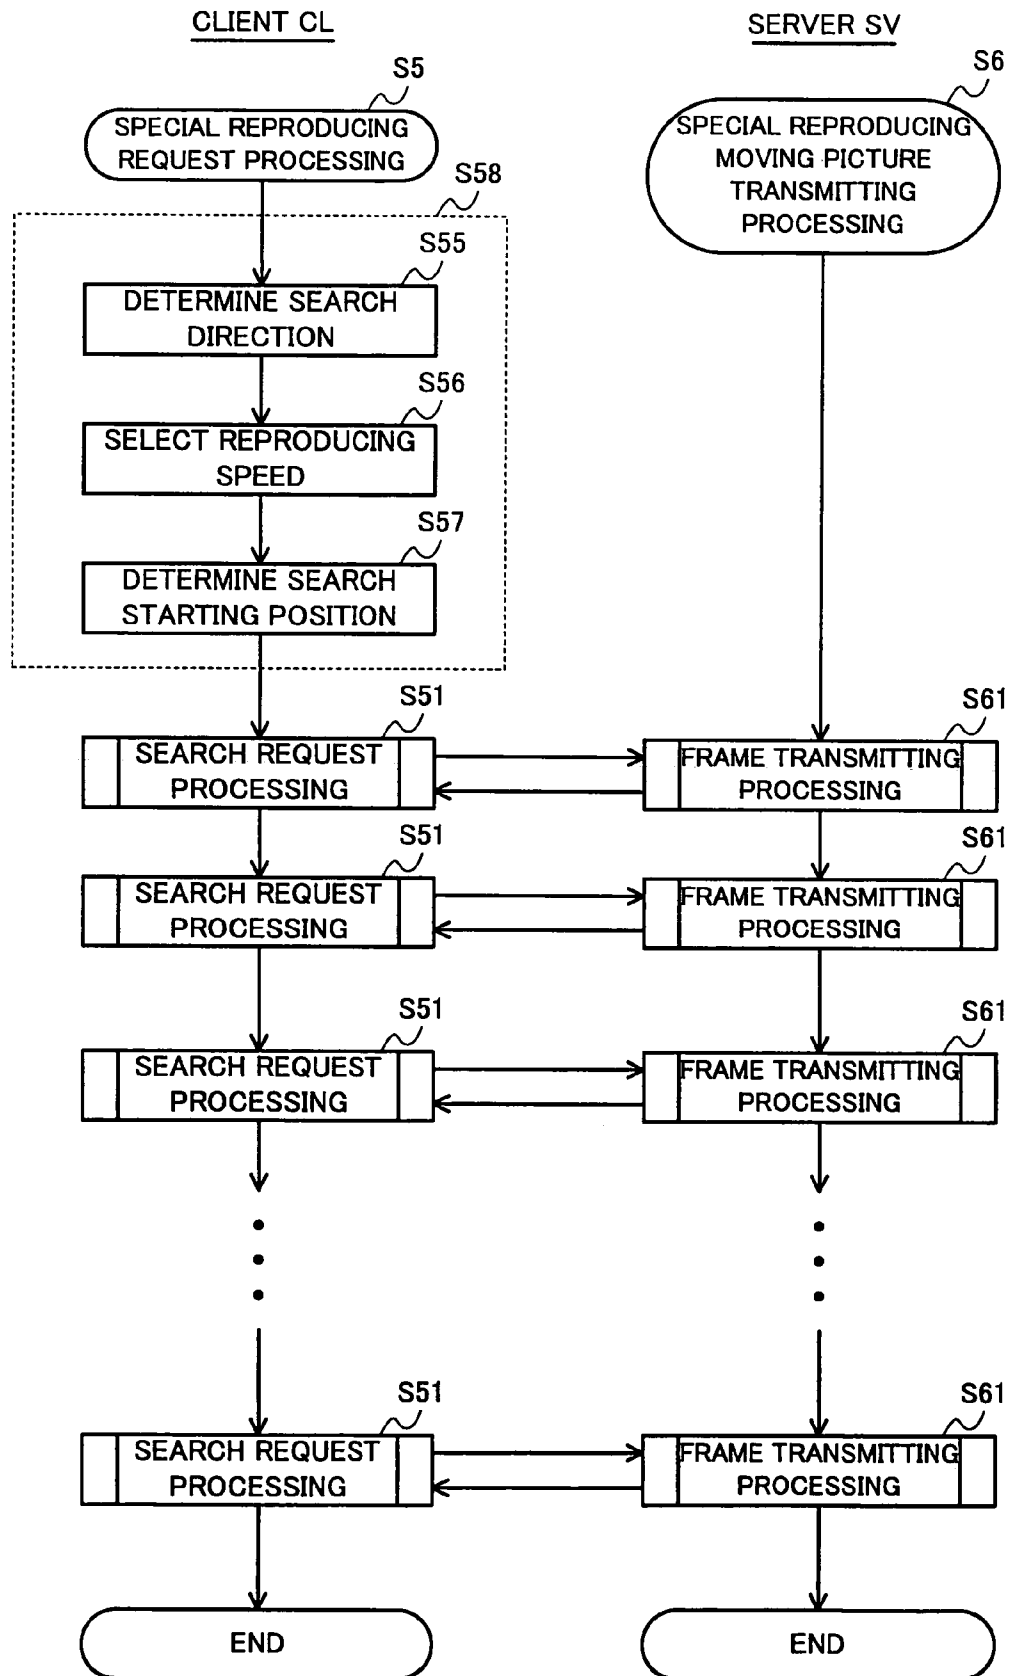 CLIENT CL
SERVER SV
S5
S6
SPECIAL REPRODUCING
REQUEST PROCESSING
SPECIAL REPRODUCING
MOVING PICTURE
TRANSMITTING
PROCESSING
S58
S55
DETERMINE SEARCH
DIRECTION
S56
SELECT REPRODUCING
SPEED
S57
DETERMINE SEARCH
STARTING POSITION
S51
S61
SEARCH REQUEST
PROCESSING
FRAME TRANSMITTING
PROCESSING
S51
S61
SEARCH REQUEST
PROCESSING
FRAME TRANSMITTING
PROCESSING
S51
S61
SEARCH REQUEST
PROCESSING
FRAME TRANSMITTING
PROCESSING
S51
S61
SEARCH REQUEST
PROCESSING
FRAME TRANSMITTING
PROCESSING
END
END